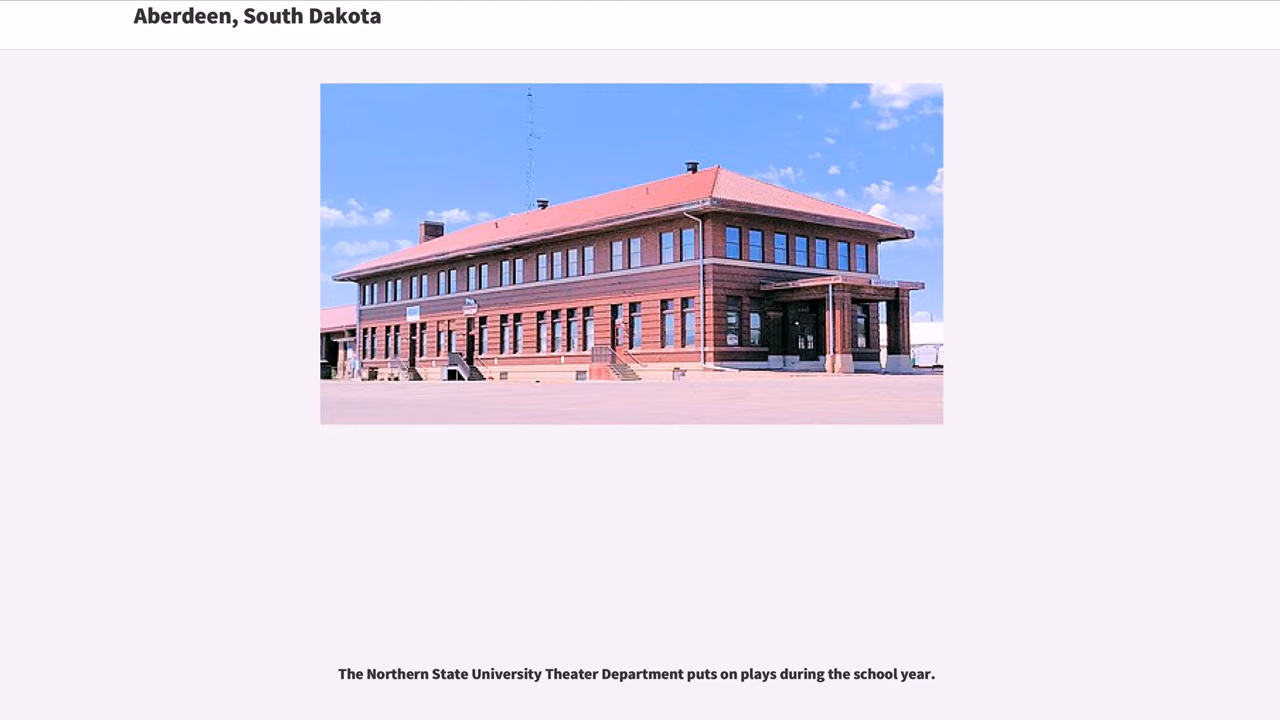 Aberdeen, South Dakota
The Northern State University Theater Department puts on plays during the school year.